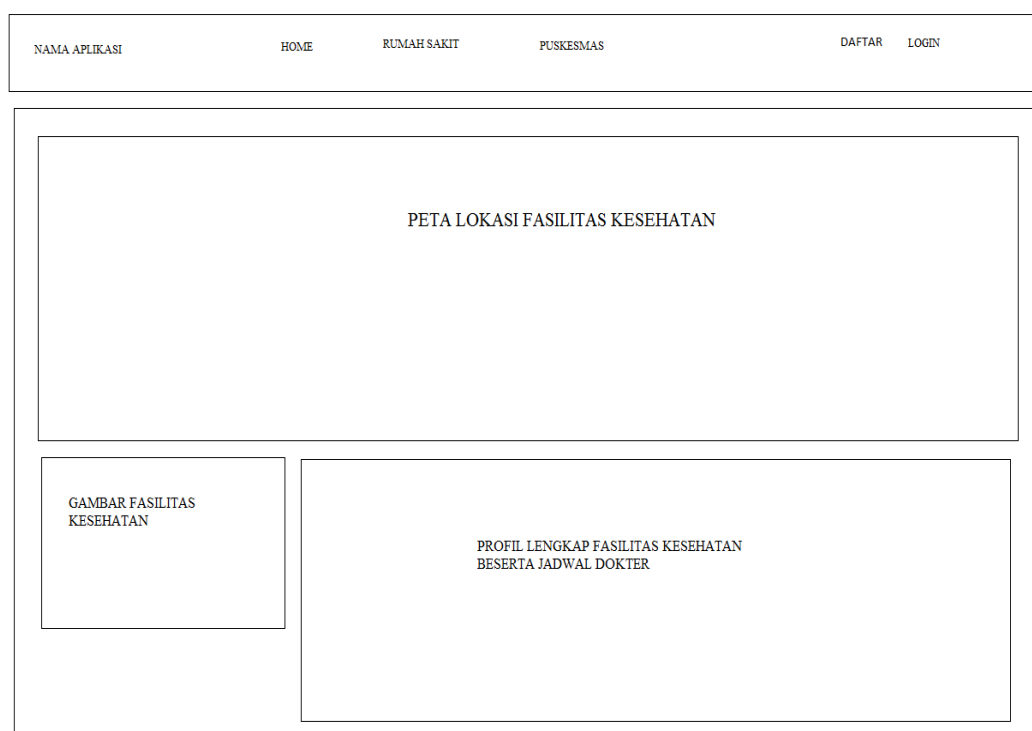 NAMA APLIKASI
HOME
RUMAH SAKIT
PUSKESMAS
DAFTAR
LOGIN
PETA LOKASI FASILITAS KESEHATAN
GAMBAR FASILITAS
KESEHATAN
PROFIL LENGKAP FASILITAS KESEHATAN
BESERTA JADWAL DOKTER